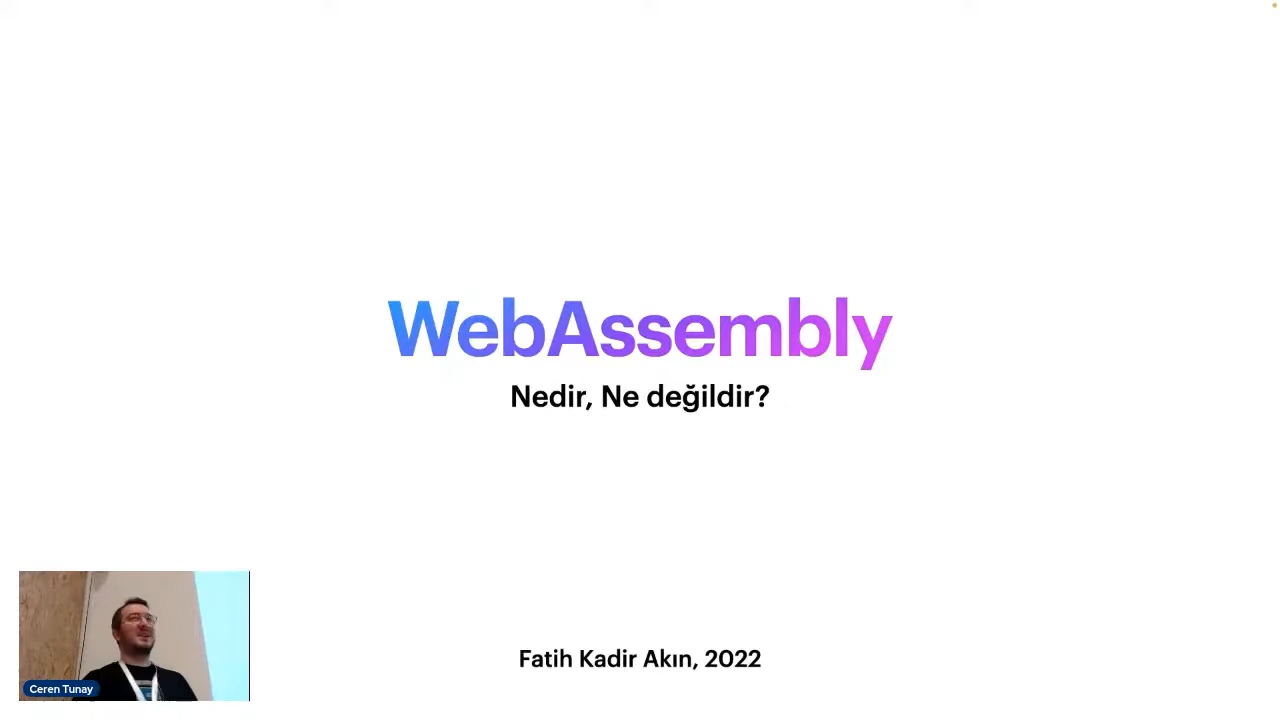 WebAssembly
Nedir, Ne değildir?
Fatih Kadir Akın, 2022
Ceren Tunay